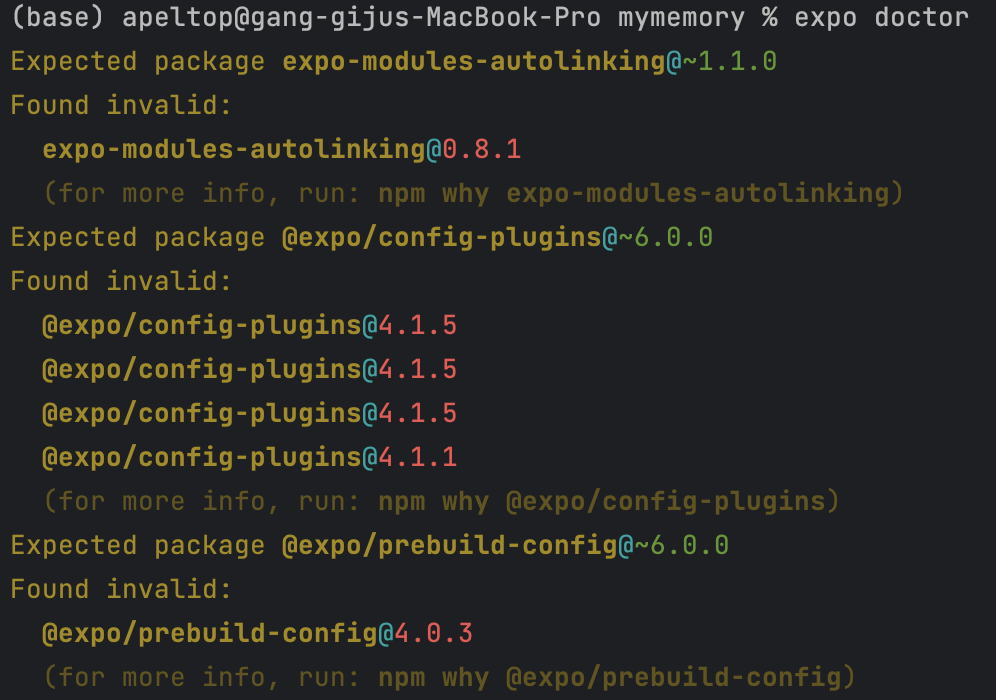 (base) apeltop@gang-gijus-MacBook-Pro mymemory % expo doctor
Expected package expo-modules-autolinking@~1.1.0
Found invalid:
  expo-modules-autolinking@0.8.1
  (for more info, run: npm why expo-modules-autolinking)
Expected package @expo/config-plugins@~6.0.0
Found invalid:
  @expo/config-plugins@4.1.5
  @expo/config-plugins@4.1.5
  @expo/config-plugins@4.1.5
  @expo/config-plugins@4.1.1
  (for more info, run: npm why @expo/config-plugins)
Expected package @expo/prebuild-config@~6.0.0
Found invalid:
  @expo/prebuild-config@4.0.3
  (for more info, run: npm why @expo/prebuild-config)